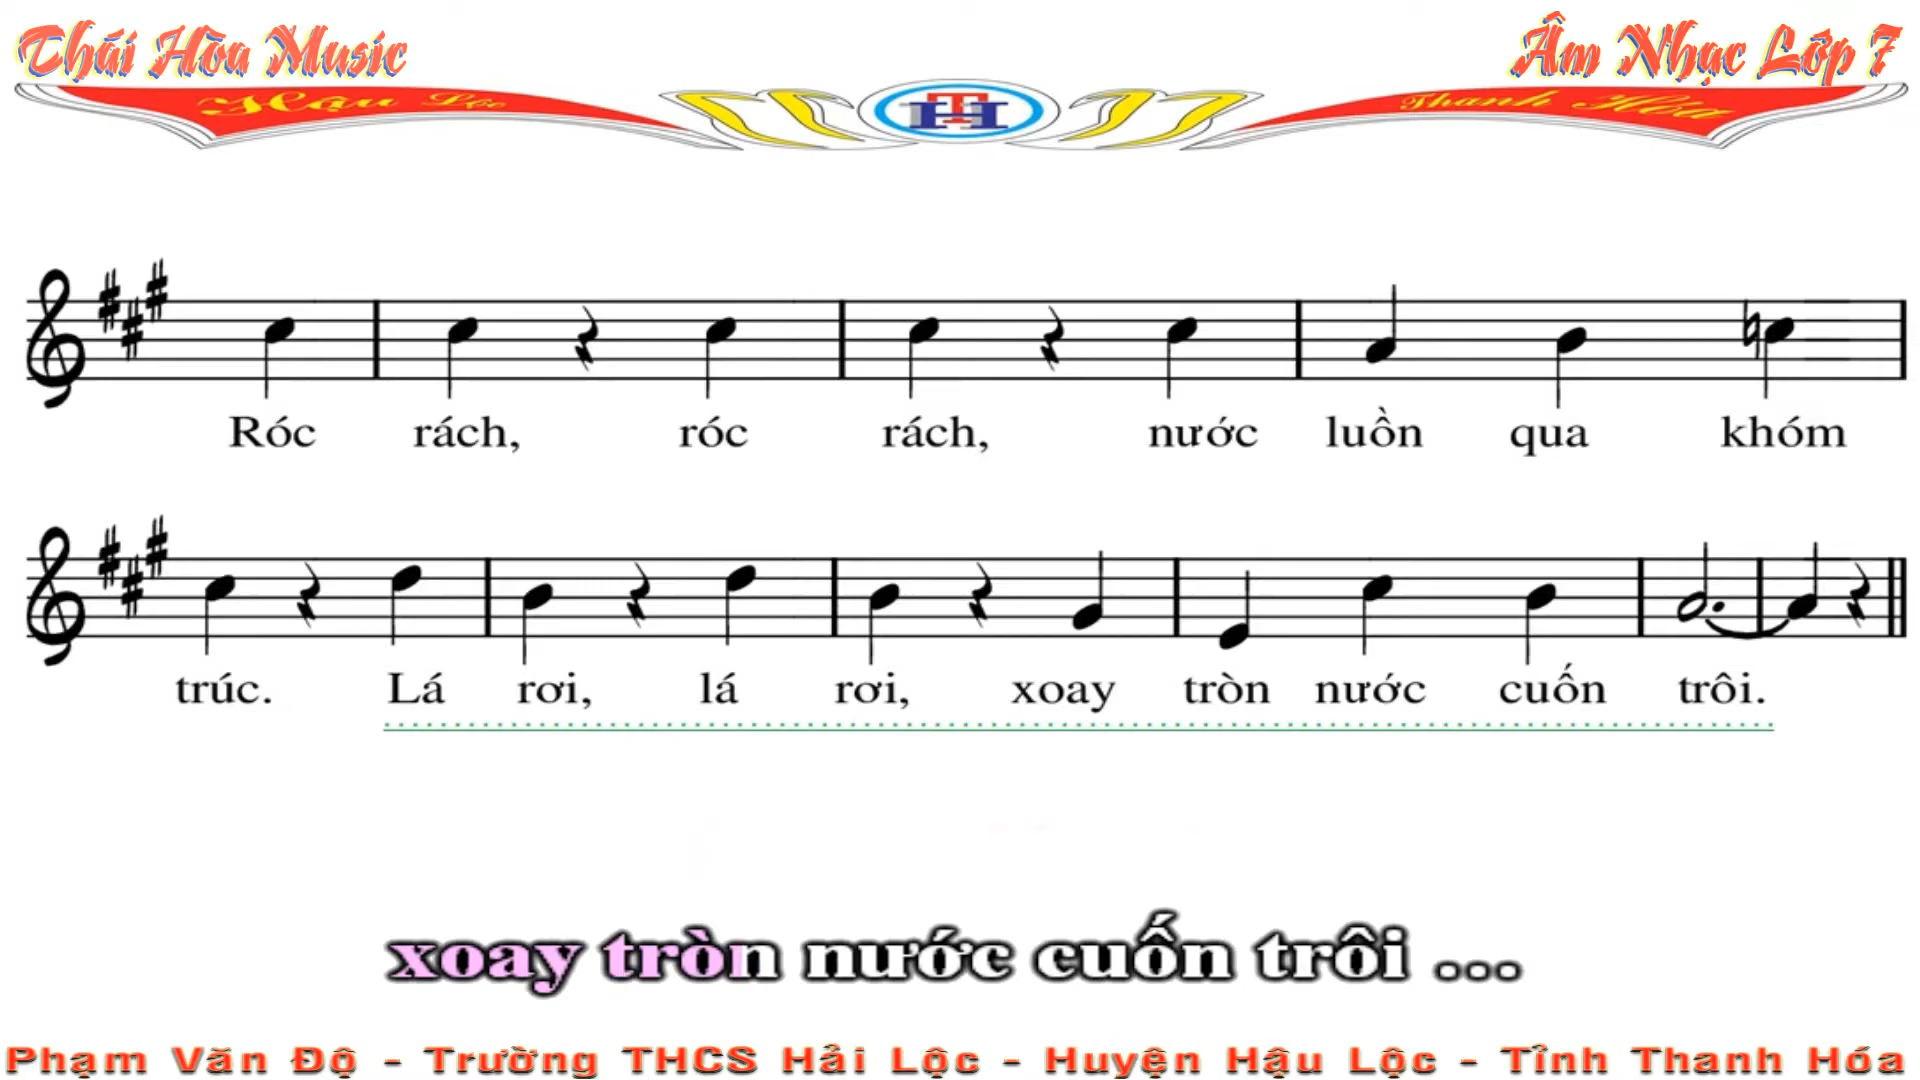 Thái Hòa Music
Âm Nhạc Lớp 7
Hậu Lộc
TH
Thanh Hóa
Róc rách, róc rách, nước luồn qua khóm
trúc. Lá rơi, lá rơi, xoay tròn nước cuốn trôi.
xoay tròn nước cuốn trôi ...
Phạm Văn Độ - Trường THCS Hải Lộc - Huyện Hậu Lộc - Tỉnh Thanh Hóa